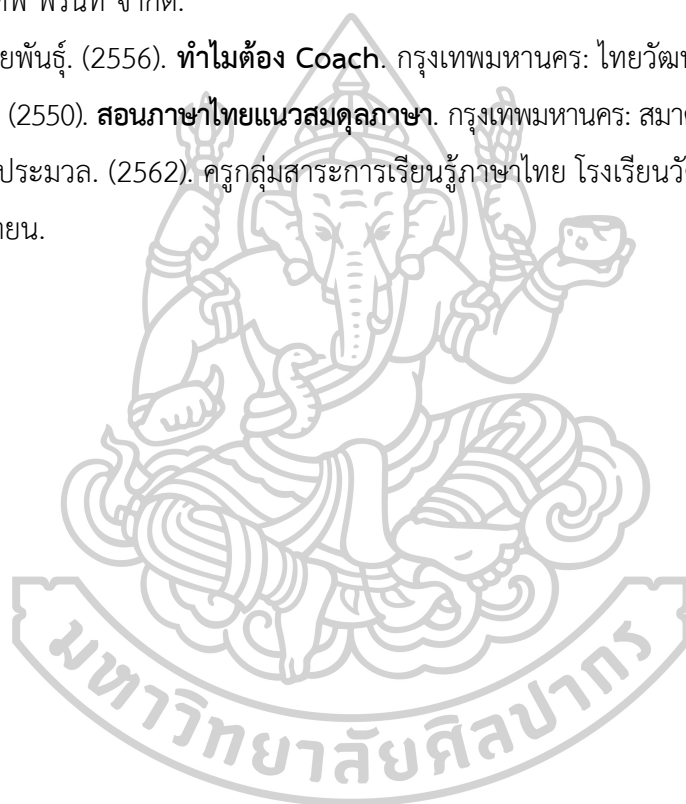 พริ้นท์ จำกัด.
ยพันธุ์. (2556). ทำไมต้อง Coach. กรุงเทพมหานคร: ไทยวัฒ
(2550). สอนภาษาไทยแนวสมดุลภาษา. กรุงเทพมหานคร: สมาค
ประมวล. (2562). ครูกลุ่มสาระการเรียนรู้ภาษาไทย โรงเรียนวั
ายน.
มหาวิทยาลัยศิลปากร